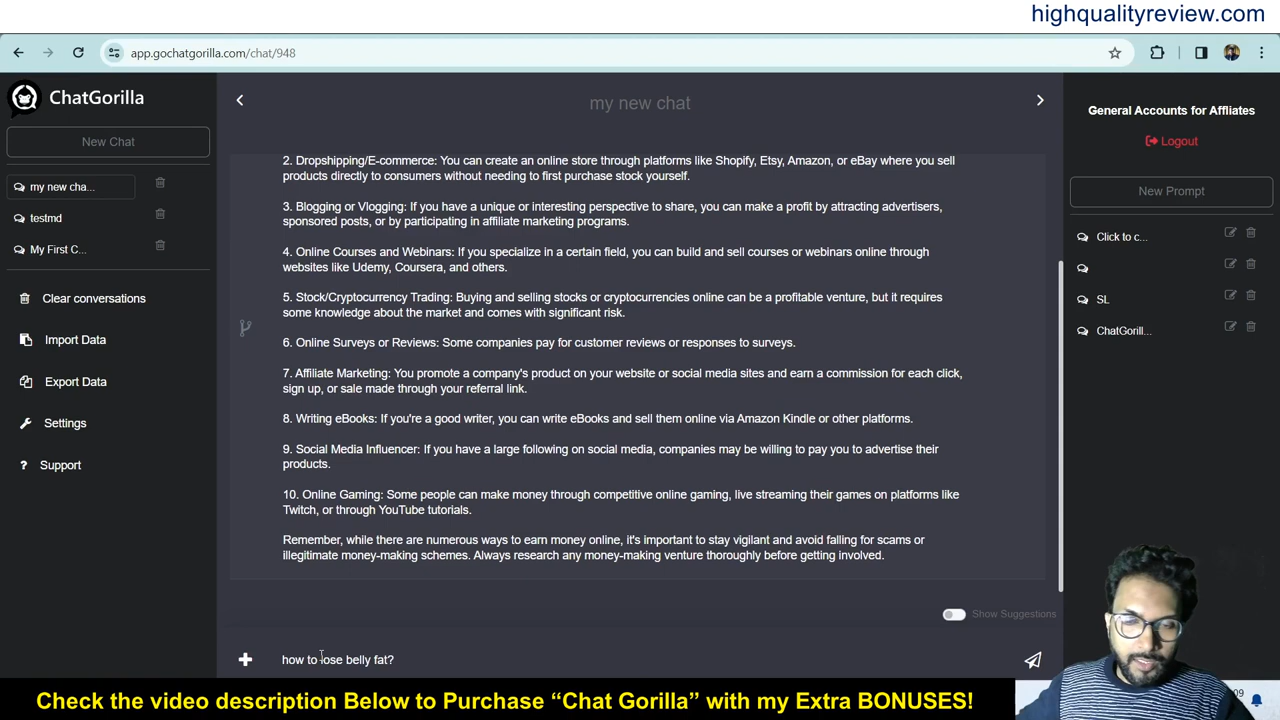 highqualityreview.com
app.gochatgorilla.com/chat/948
ChatGorilla
New Chat
my new cha...
testmd
My First C...
Clear conversations
Import Data
Export Data
Settings
? Support
my new chat
2. Dropshipping/E-commerce: You can create an online store through platforms like Shopify, Etsy, Amazon, or eBay where you sell
products directly to consumers without needing to first purchase stock yourself.
3. Blogging or Vlogging: If you have a unique or interesting perspective to share, you can make a profit by attracting advertisers,
sponsored posts, or by participating in affiliate marketing programs.
4. Online Courses and Webinars: If you specialize in a certain field, you can build and sell courses or webinars online through
websites like Udemy, Coursera, and others.
5. Stock/Cryptocurrency Trading: Buying and selling stocks or cryptocurrencies online can be a profitable venture, but it requires
some knowledge about the market and comes with significant risk.
6. Online Surveys or Reviews: Some companies pay for customer reviews or responses to surveys.
7. Affiliate Marketing: You promote a company's product on your website or social media sites and earn a commission for each click,
sign up, or sale made through your referral link.
8. Writing eBooks: If you're a good writer, you can write eBooks and sell them online via Amazon Kindle or other platforms.
9. Social Media Influencer: If you have a large following on social media, companies may be willing to pay you to advertise their
products.
10. Online Gaming: Some people can make money through competitive online gaming, live streaming their games on platforms like
Twitch, or through YouTube tutorials.
Remember, while there are numerous ways to earn money online, it's important to stay vigilant and avoid falling for scams or
illegitimate money-making schemes. Always research any money-making venture thoroughly before getting involved.
Show Suggestions
how to lose belly fat?
General Accounts for Affliates
Logout
New Prompt
Click to c...
SL
ChatGorill...
Check the video description Below to Purchase “Chat Gorilla” with my Extra BONUSES!